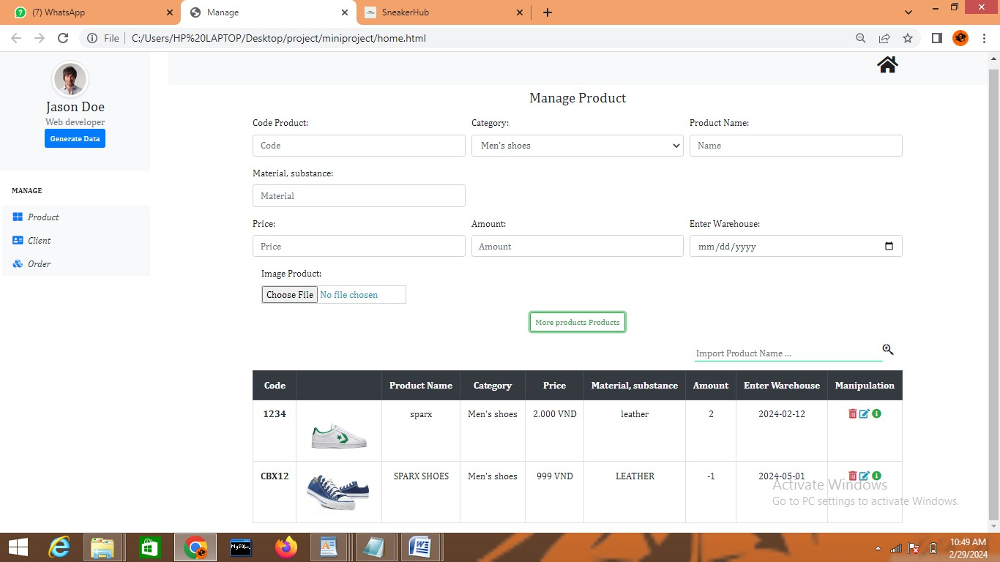 (7) WhatsApp
Manage
SneakerHub
File
C:/Users/HP%20LAPTOP/Desktop/project/miniproject/home.html
Jason Doe
Web developer
Generate Data
MANAGE
Product
Client
Order
Manage Product
Code Product: Category: Product Name:
Code Men's shoes Name
Material, substance:
Material
Price: Amount: Enter Warehouse:
Price Amount mm/dd/yyyy
Image Product:
Choose File No file chosen
More products Products
Import Product Name ...
Code Product Name Category Price Material, substance Amount Enter Warehouse Manipulation
1234 sparx Men's shoes 2.000 VND leather 2 2024-02-12
CBX12 SPARX SHOES Men's shoes 999 VND LEATHER -1 2024-05-01
Activate Windows
Go to PC settings to activate Windows.
MySQL
10:49 AM
2/29/2024